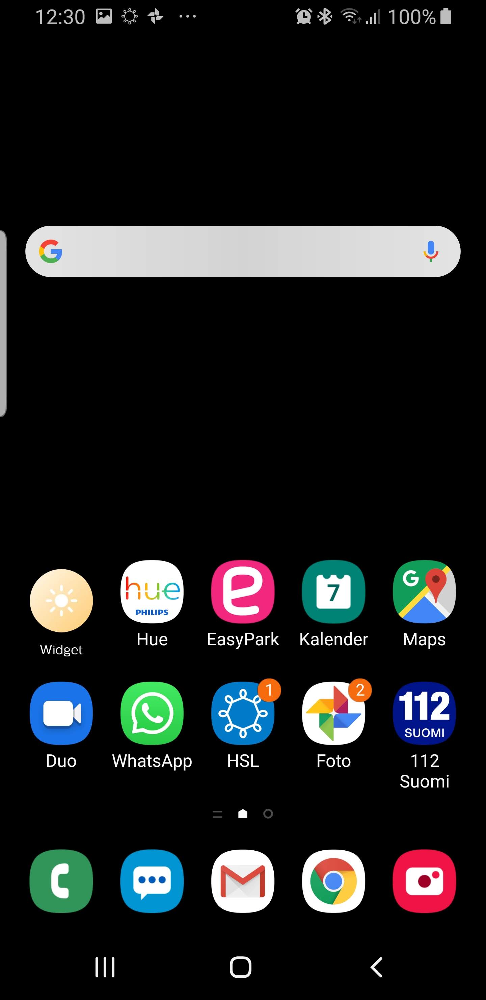 12:30 100%
hue
PHILIPS
7
Widget
Hue
EasyPark
Kalender
Maps
1
2
112
SUOMI
Duo
WhatsApp
HSL
Foto
112
Suomi